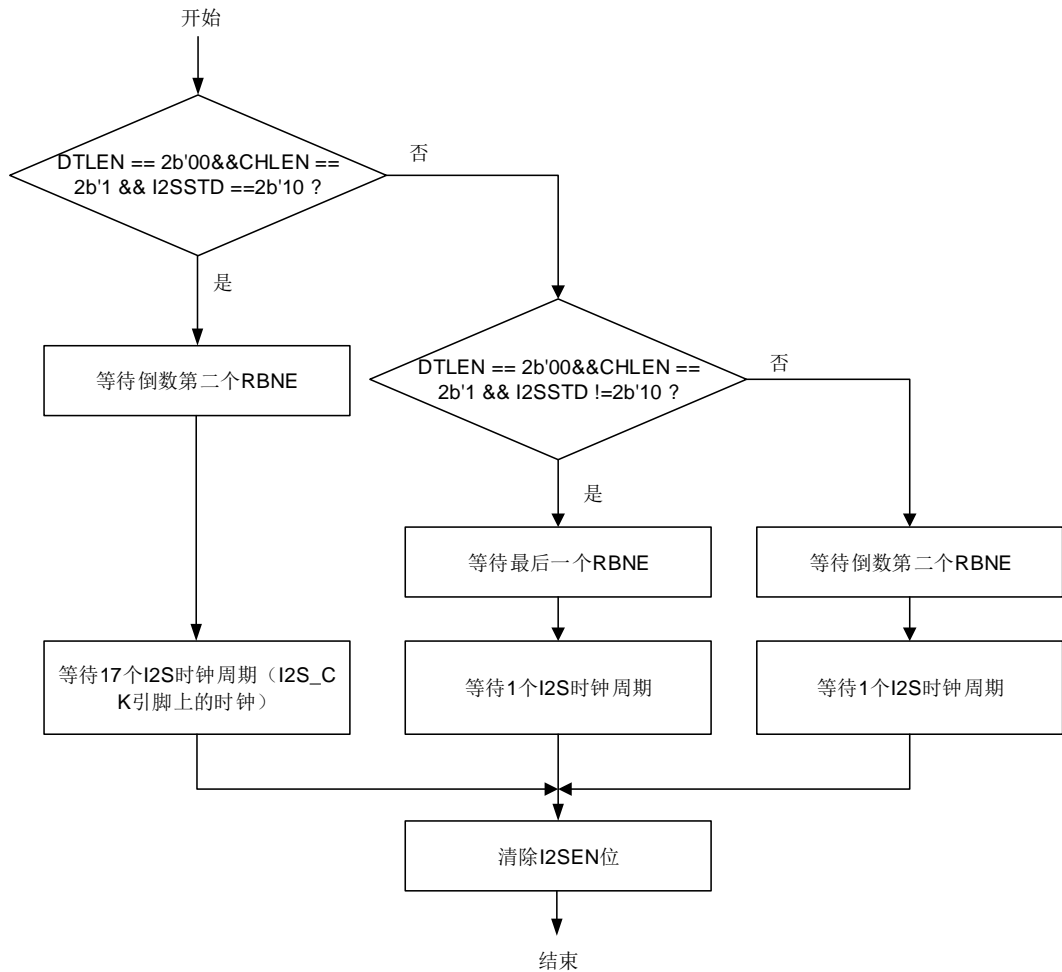 开始
DTLEN == 2b'00&&CHLEN ==
2b'1 && I2SSTD ==2b'10 ?
否
是
等待倒数第二个RBNE
DTLEN == 2b'00&&CHLEN ==
2b'1 && I2SSTD !=2b'10 ?
否
是
等待最后一个RBNE
等待倒数第二个RBNE
等待17个I2S时钟周期（I2S_C
K引脚上的时钟）
等待1个I2S时钟周期
等待1个I2S时钟周期
清除I2SEN位
结束